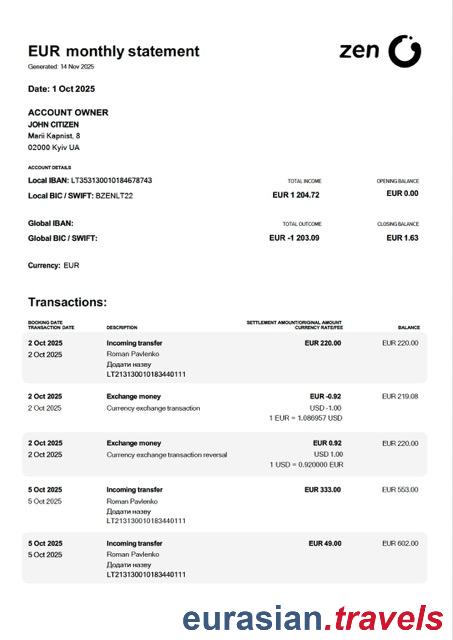 EUR monthly statement
zen
Generated: 14 Nov 2025
Date: 1 Oct 2025
ACCOUNT OWNER
JOHN CITIZEN
Marii Kapnist, 8
02000 Kyiv UA
ACCOUNT DETAILS
Local IBAN: LT353130010184678743 TOTAL INCOME OPENING BALANCE
Local BIC / SWIFT: BZENLT22 EUR 1 204.72 EUR 0.00
Global IBAN: TOTAL OUTCOME CLOSING BALANCE
Global BIC / SWIFT: EUR -1 203.09 EUR 1.63
Currency: EUR
Transactions:
BOOKING DATE SETTLEMENT AMOUNT/ORIGINAL AMOUNT
TRANSACTION DATE DESCRIPTION CURRENCY RATE/FEE BALANCE
2 Oct 2025 Incoming transfer EUR 220.00 EUR 220.00
2 Oct 2025 Roman Pavlenko
Додати назву
LT213130010183440111
2 Oct 2025 Exchange money EUR -0.92 EUR 219.08
2 Oct 2025 Currency exchange transaction USD -1.00
1 EUR = 1.086957 USD
2 Oct 2025 Exchange money EUR 0.92 EUR 220.00
2 Oct 2025 Currency exchange transaction reversal USD 1.00
1 USD = 0.920000 EUR
5 Oct 2025 Incoming transfer EUR 333.00 EUR 553.00
5 Oct 2025 Roman Pavlenko
Додати назву
LT213130010183440111
5 Oct 2025 Incoming transfer EUR 49.00 EUR 602.00
5 Oct 2025 Roman Pavlenko
Додати назву
LT213130010183440111
eurasian.travels